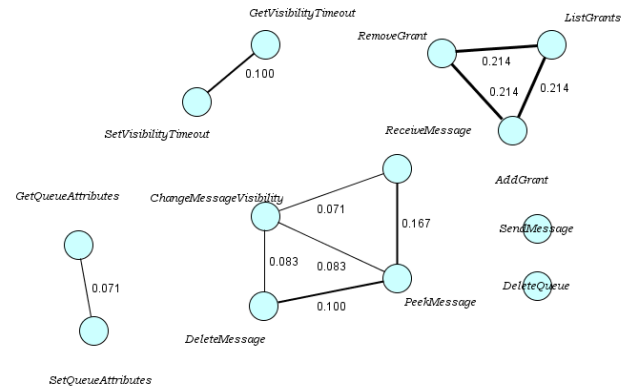 GetVisibilityTimeout
ListGrants
RemoveGrant
0.214
0.100
0.214
0.214
SetVisibilityTimeout
ReceiveMessage
AddGrant
GetQueueAttributes
ChangeMessageVisibility
0.071
0.167
SendMessage
0.083
0.083
DeleteQueue
0.071
0.100
PeekMessage
DeleteMessage
SetQueueAttributes